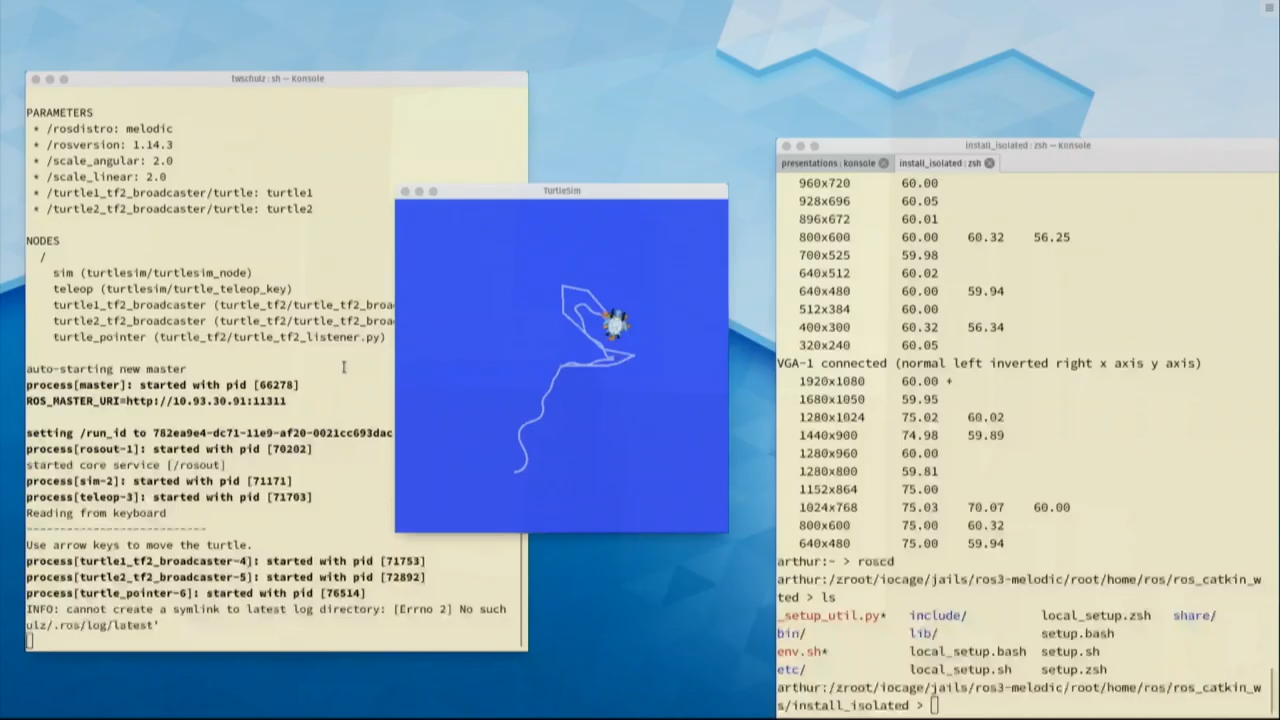 twschulz : sh — Konsole
PARAMETERS
* /rosdistro: melodic
* /rosversion: 1.14.3
* /scale_angular: 2.0
* /scale_linear: 2.0
* /turtle1_tf2_broadcaster/turtle: turtle1
* /turtle2_tf2_broadcaster/turtle: turtle2
NODES
/
sim (turtlesim/turtlesim_node)
teleop (turtlesim/turtle_teleop_key)
turtle1_tf2_broadcaster (turtle_tf2/turtle_tf2_broa
turtle2_tf2_broadcaster (turtle_tf2/turtle_tf2_broa
turtle_pointer (turtle_tf2/turtle_tf2_listener.py)
auto-starting new master
process[master]: started with pid [66278]
ROS_MASTER_URI=http://10.93.30.91:11311
setting /run_id to 782ea9e4-dc71-11e9-af20-0021cc693dac
process[rosout-1]: started with pid [70202]
started core service [/rosout]
process[sim-2]: started with pid [71171]
process[teleop-3]: started with pid [71703]
Reading from keyboard
---------------------------
Use arrow keys to move the turtle.
process[turtle1_tf2_broadcaster-4]: started with pid [71753]
process[turtle2_tf2_broadcaster-5]: started with pid [72892]
process[turtle_pointer-6]: started with pid [76514]
INFO: cannot create a symlink to latest log directory: [Errno 2] No such
ulz/.ros/log/latest'
TurtleSim
install_isolated : zsh — Konsole
presentations : konsole install_isolated : zsh
960x720 60.00
928x696 60.05
896x672 60.01
800x600 60.00 60.32 56.25
700x525 59.98
640x512 60.02
640x480 60.00 59.94
512x384 60.00
400x300 60.32 56.34
320x240 60.05
VGA-1 connected (normal left inverted right x axis y axis)
1920x1080 60.00 +
1680x1050 59.95
1280x1024 75.02 60.02
1440x900 74.98 59.89
1280x960 60.00
1280x800 59.81
1152x864 75.00
1024x768 75.03 70.07 60.00
800x600 75.00 60.32
640x480 75.00 59.94
arthur:~ > roscd
arthur:/zroot/iocage/jails/ros3-melodic/root/home/ros/ros_catkin_w
ted > ls
_setup_util.py* include/ local_setup.zsh share/
bin/ lib/ setup.bash
env.sh* local_setup.bash setup.sh
etc/ local_setup.sh setup.zsh
arthur:/zroot/iocage/jails/ros3-melodic/root/home/ros/ros_catkin_w
s/install_isolated >